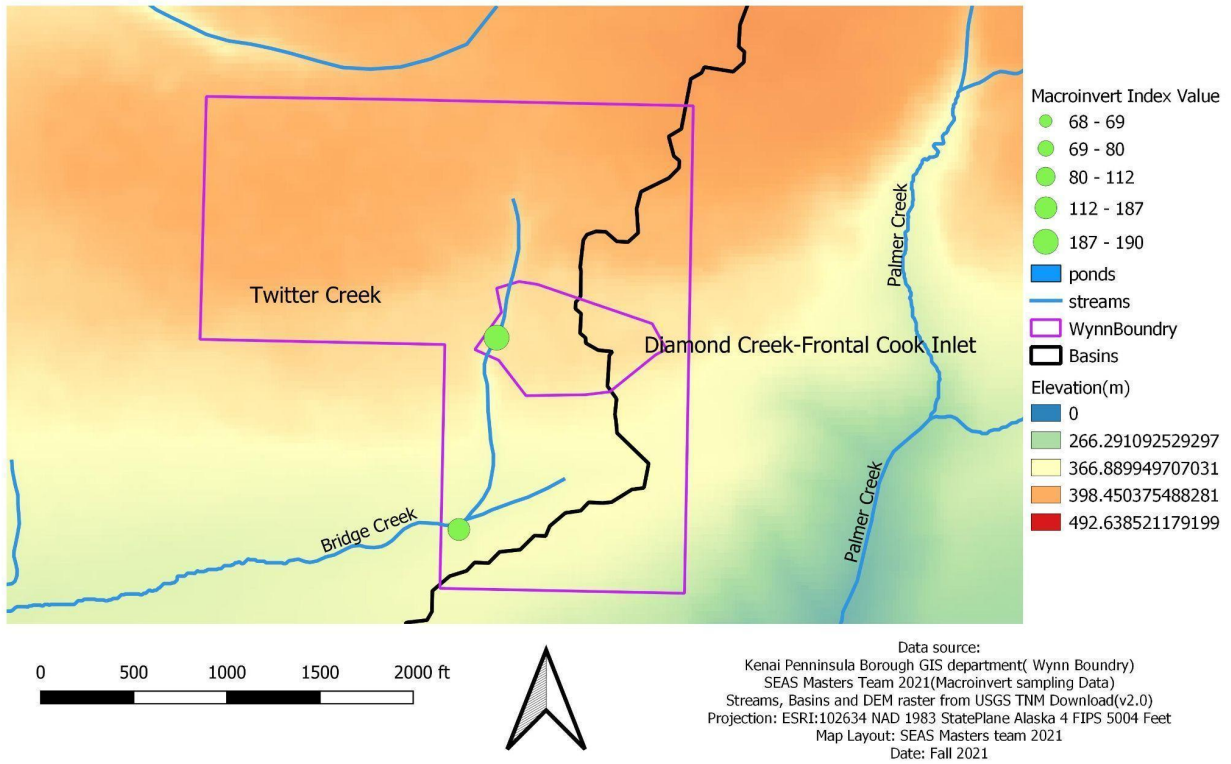 Palmer Creek
Twitter Creek
Diamond Creek-Frontal Cook Inlet
Palmer Creek
Bridge Creek
Macroinvert Index Value
68 - 69
69 - 80
80 - 112
112 - 187
187 - 190
ponds
streams
WynnBoundry
Basins
Elevation(m)
0
266.291092529297
366.889949707031
398.450375488281
492.638521179199
0 500 1000 1500 2000 ft
Data source:
Kenai Penninsula Borough GIS department( Wynn Boundry)
SEAS Masters Team 2021(Macroinvert sampling Data)
Streams, Basins and DEM raster from USGS TNM Download(v2.0)
Projection: ESRI:102634 NAD 1983 StatePlane Alaska 4 FIPS 5004 Feet
Map Layout: SEAS Masters team 2021
Date: Fall 2021